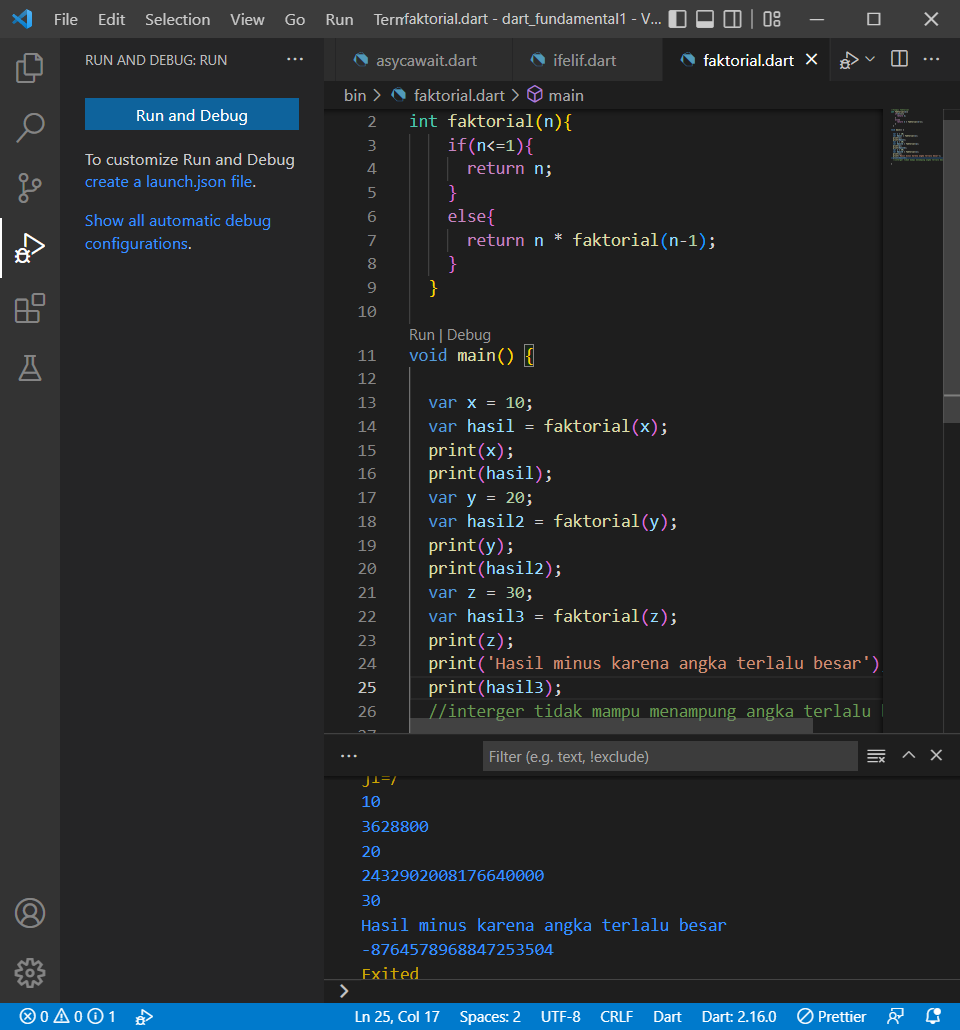 File Edit Selection View Go Run Term faktorial.dart - dart_fundamental1 - V...
RUN AND DEBUG: RUN ...
Run and Debug
To customize Run and Debug
create a launch.json file.
Show all automatic debug
configurations.
asycawait.dart ifelif.dart faktorial.dart
bin > faktorial.dart > main
2 int faktorial(n){
3 if(n<=1){
4 return n;
5 }
6 else{
7 return n * faktorial(n-1);
8 }
9 }
10
Run | Debug
11 void main() {
12
13 var x = 10;
14 var hasil = faktorial(x);
15 print(x);
16 print(hasil);
17 var y = 20;
18 var hasil2 = faktorial(y);
19 print(y);
20 print(hasil2);
21 var z = 30;
22 var hasil3 = faktorial(z);
23 print(z);
24 print('Hasil minus karena angka terlalu besar')
25 print(hasil3);
26 //interger tidak mampu menampung angka terlalu
... Filter (e.g. text, !exclude)
10
3628800
20
2432902008176640000
30
Hasil minus karena angka terlalu besar
-8764578968847253504
Exited
>
0 0 1 Ln 25, Col 17 Spaces: 2 UTF-8 CRLF Dart Dart: 2.16.0 Prettier